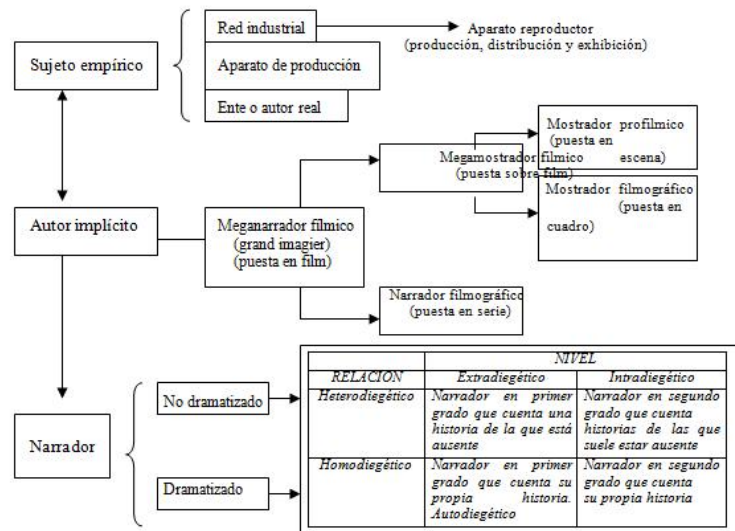 Red industrial
Aparato reproductor
(producción, distribución y exhibición)
Sujeto empírico
Aparato de producción
Ente o autor real
Mostrador profílmico
(puesta en
escena)
Megamostrador fílmico
(puesta sobre film)
Mostrador filmográfico
(puesta en
cuadro)
Autor implícito
Meganarrador fílmico
(grand imagier)
(puesta en film)
Narrador filmográfico
(puesta en serie)
NIVEL
RELACION Extradiegético Intradiegético
Heterodiegético
Narrador en primer
grado que cuenta una
historia de la que está
ausente
Narrador en segundo
grado que cuenta
historias de las que
suele estar ausente
Homodiegético
Narrador en primer
grado que cuenta su
propia historia.
Autodiegético
Narrador en segundo
grado que cuenta
su propia historia
No dramatizado
Narrador
Dramatizado